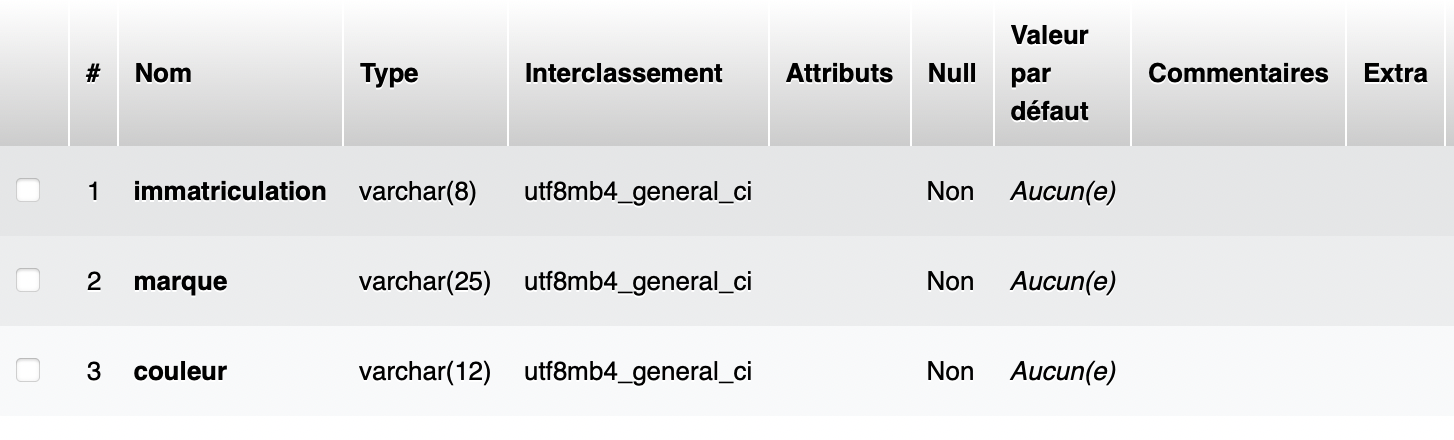 # Nom Type Interclassement Attributs Null Valeur par défaut Commentaires Extra
1 immatriculation varchar(8) utf8mb4_general_ci Non Aucun(e)
2 marque varchar(25) utf8mb4_general_ci Non Aucun(e)
3 couleur varchar(12) utf8mb4_general_ci Non Aucun(e)